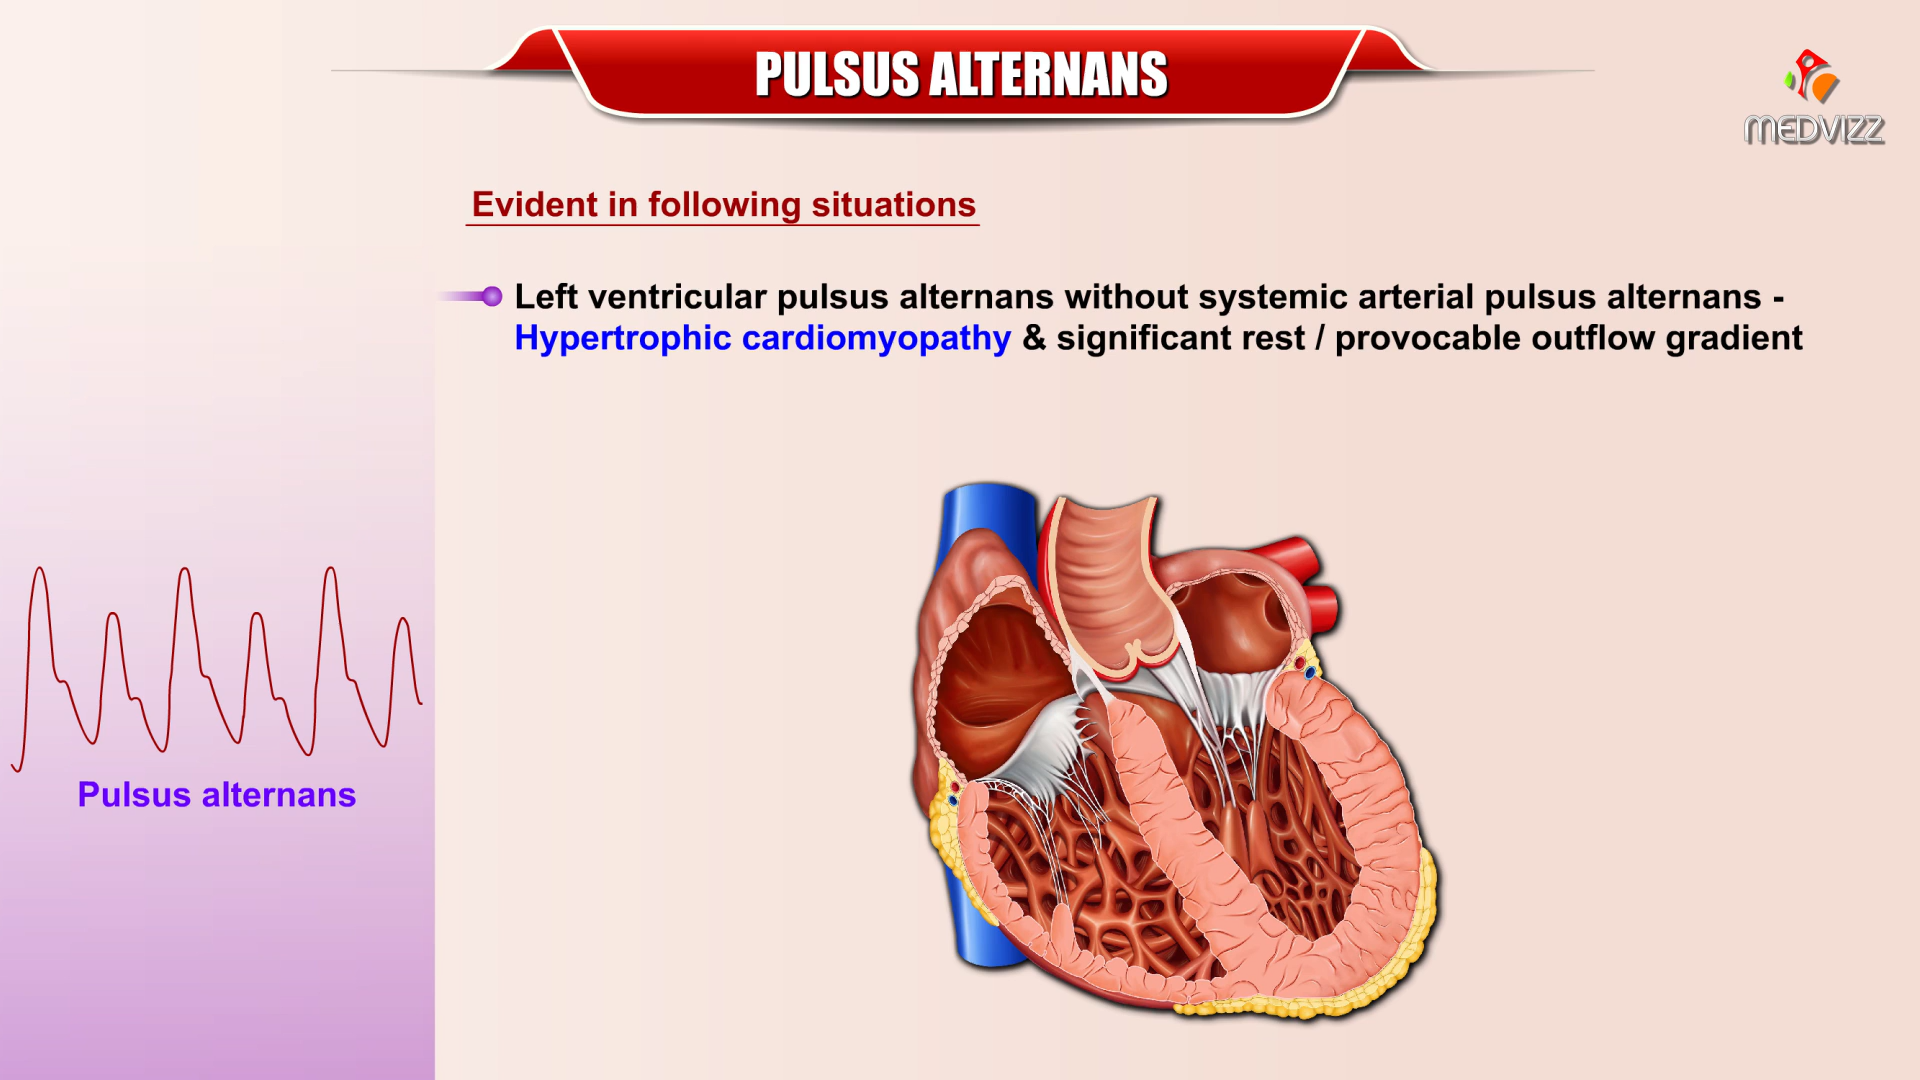 PULSUS ALTERNANS
MEDVIZZ
Evident in following situations
Left ventricular pulsus alternans without systemic arterial pulsus alternans -
Hypertrophic cardiomyopathy & significant rest / provocable outflow gradient
Pulsus alternans